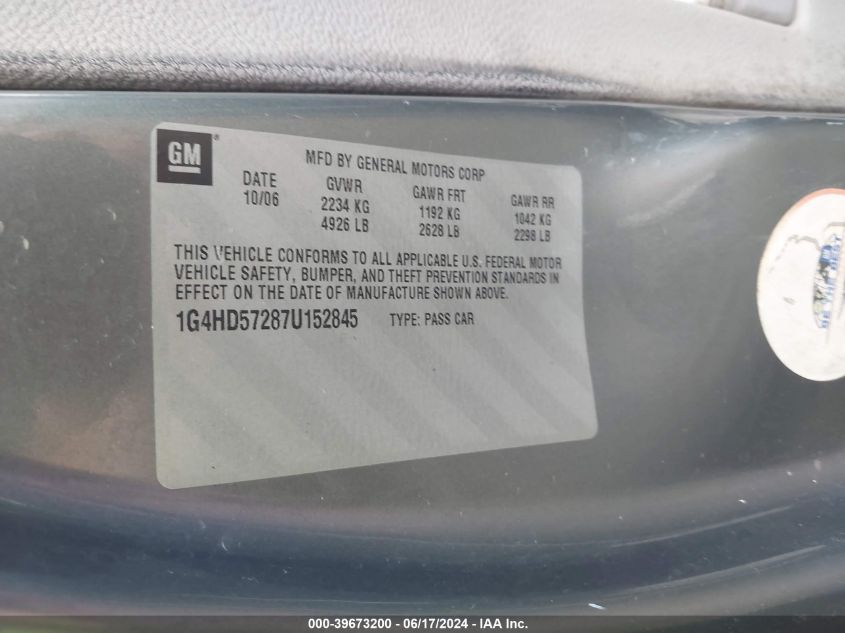 GM®
MFD BY GENERAL MOTORS CORP
DATE GVWR GAWR FRT GAWR RR
10/06 2234 KG 1192 KG 1042 KG
4926 LB 2628 LB 2298 LB
THIS VEHICLE CONFORMS TO ALL APPLICABLE U.S. FEDERAL MOTOR
VEHICLE SAFETY, BUMPER, AND THEFT PREVENTION STANDARDS IN
EFFECT ON THE DATE OF MANUFACTURE SHOWN ABOVE.
1G4HD57287U152845 TYPE: PASS CAR
BE THE BEST
000-39673200 - 06/17/2024 - IAA Inc.